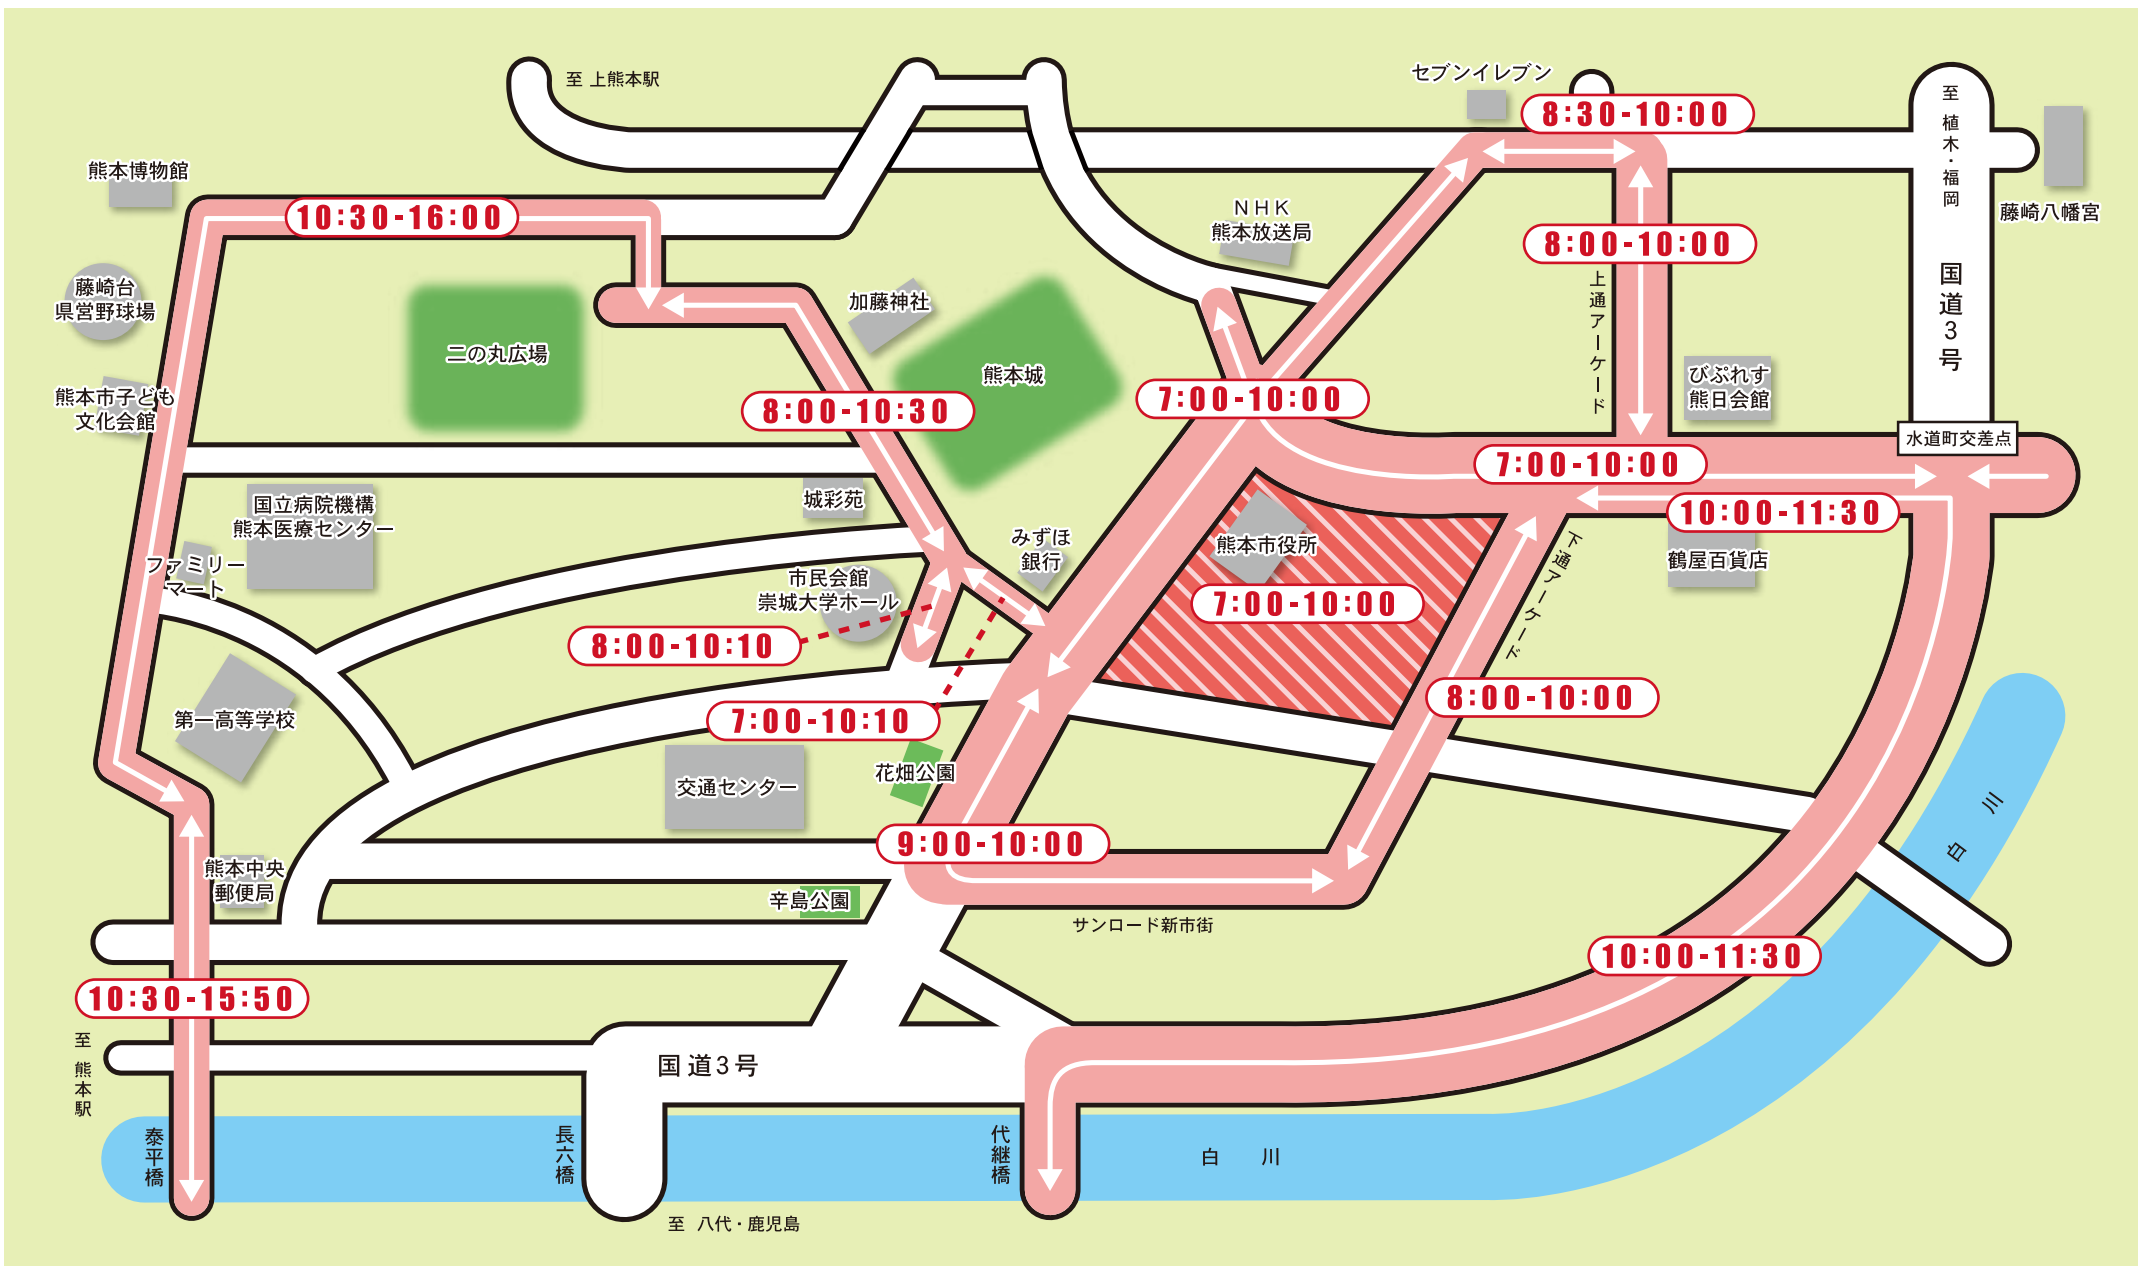 至 上熊本駅
セブンイレブン
8:30-10:00
至 植木・福岡
国道3号
藤崎八幡宮
熊本博物館
10:30-16:00
NHK
熊本放送局
8:00-10:00
上通アーケード
藤崎台
県営野球場
二の丸広場
加藤神社
熊本城
熊本市子ども
文化会館
8:00-10:30
7:00-10:00
びぷれす
熊日会館
水道町交差点
7:00-10:00
国立病院機構
熊本医療センター
城彩苑
みずほ
銀行
熊本市役所
10:00-11:30
下通アーケード
鶴屋百貨店
ファミリー
マート
市民会館
崇城大学ホール
7:00-10:00
8:00-10:10
8:00-10:00
第一高等学校
7:00-10:10
花畑公園
交通センター
白川
9:00-10:00
熊本中央
郵便局
辛島公園
サンロード新市街
10:00-11:30
10:30-15:50
至 熊本駅
国道3号
泰平橋
長六橋
代継橋
白 川
至 八代・鹿児島